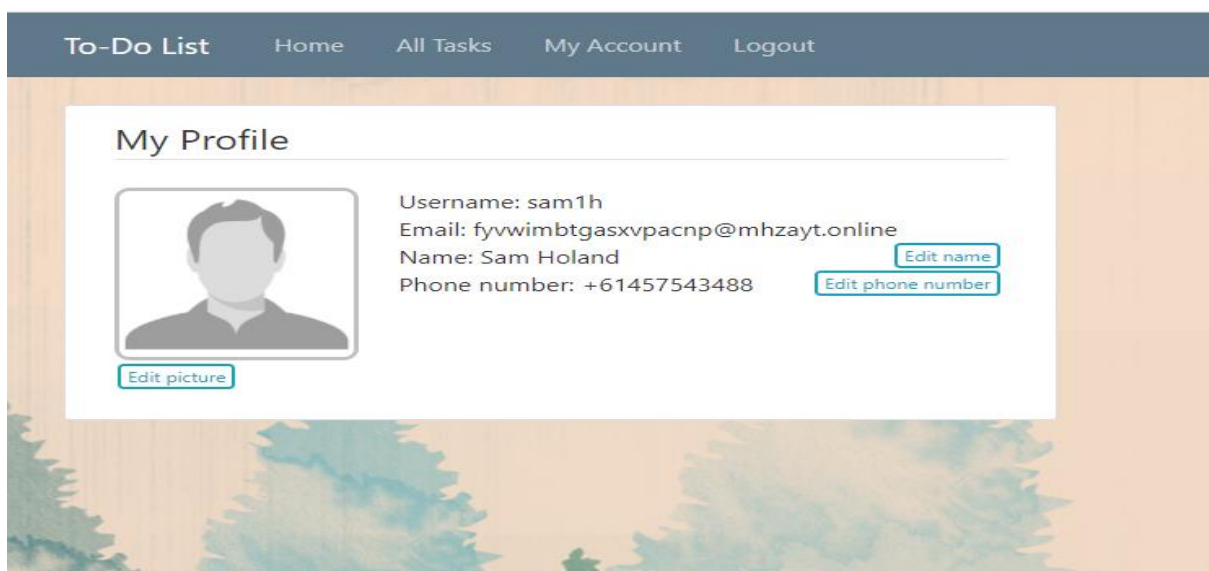 To-Do List Home All Tasks My Account Logout
My Profile
Username: sam1h
Email: fyvwimbtgasxvpacnp@mhzayt.online
Name: Sam Holand Edit name
Phone number: +61457543488 Edit phone number
Edit picture